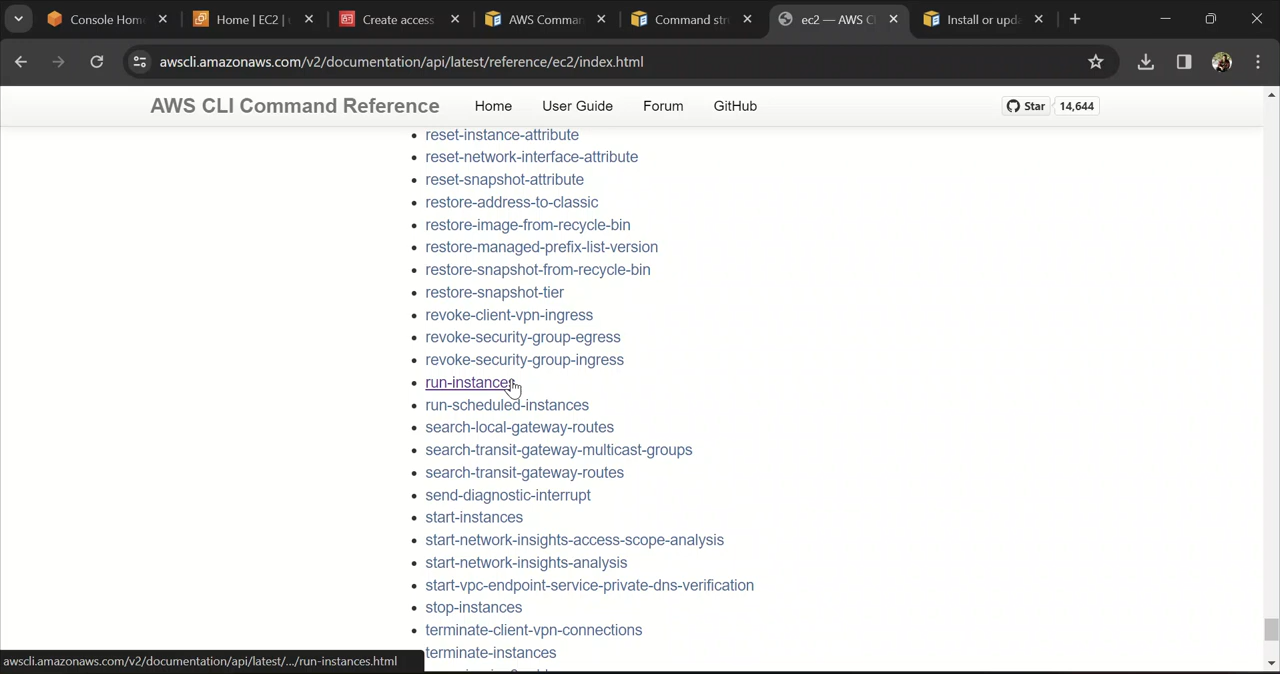 Console Hom
Home | EC2 |
Create access
AWS Comman
Command str
ec2 — AWS C
Install or upd
awscli.amazonaws.com/v2/documentation/api/latest/reference/ec2/index.html
AWS CLI Command Reference
Home
User Guide
Forum
GitHub
Star
14,644
reset-instance-attribute
reset-network-interface-attribute
reset-snapshot-attribute
restore-address-to-classic
restore-image-from-recycle-bin
restore-managed-prefix-list-version
restore-snapshot-from-recycle-bin
restore-snapshot-tier
revoke-client-vpn-ingress
revoke-security-group-egress
revoke-security-group-ingress
run-instances
run-scheduled-instances
search-local-gateway-routes
search-transit-gateway-multicast-groups
search-transit-gateway-routes
send-diagnostic-interrupt
start-instances
start-network-insights-access-scope-analysis
start-network-insights-analysis
start-vpc-endpoint-service-private-dns-verification
stop-instances
terminate-client-vpn-connections
terminate-instances
awscli.amazonaws.com/v2/documentation/api/latest/.../run-instances.html